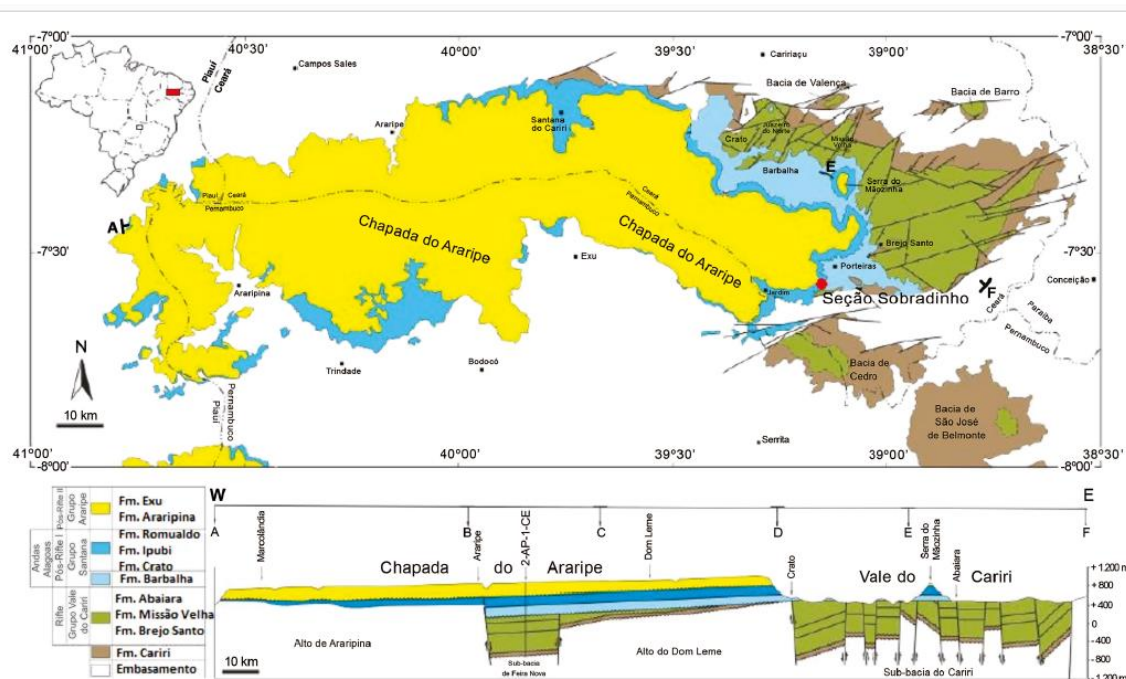 41°00' -7°00' 40°30' 40°00' 39°30' 39°00' -7°00' 38°30'
Piauí
Ceará
Campos Sales
Caririaçu
Bacia de Valença
Bacia de Barro
Araripe
Santana
do Cariri
Crato
Juazeiro
do Norte
Missão
Velha
Barbalha
E
Serra do
Mãozinha
Piauí Ceará
Pernambuco
Ceará
Pernambuco
A
Chapada do Araripe
Chapada do Araripe
Brejo Santo
-7°30'
-7°30'
Exu
Porteiras
Araripina
Jardim
Seção Sobradinho
F
Conceição
Ceará
Paraíba
Pernambuco
N
10 km
Trindade
Bodocó
Bacia de
Cedro
Pernambuco
Piauí
Bacia de
São José
de Belmonte
Serrita
-8°00' 41°00' 40°30' 40°00' 39°30' 39°00' -8°00' 38°30'
Andas
Alagoas
Pós-Rifte II
Grupo
Araripe
Fm. Exu
Fm. Araripina
Pós-Rifte I
Grupo
Santana
Fm. Romualdo
Fm. Ipubi
Fm. Crato
Fm. Barbalha
Rifte
Grupo Vale
do Cariri
Fm. Abaiara
Fm. Missão Velha
Fm. Brejo Santo
Fm. Cariri
Embasamento
W E
A B C D E F
Marcolândia
Araripe
2-AP-1-CE
Dom Leme
Crato
Serra do
Mãozinha
Abaiara
Chapada do Araripe
Vale do Cariri
+ 1200 m
+ 800
+ 400
0
- 400
- 800
- 1.200 m
Alto de Araripina
Alto do Dom Leme
Sub-bacia
de Feira Nova
Sub-bacia do Cariri
10 km